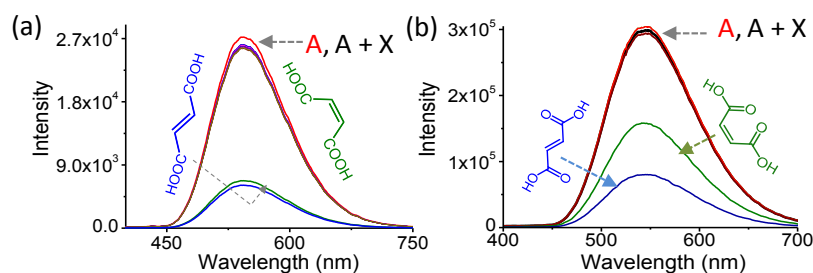 (a)
2.7x10⁴
1.8x10⁴
9.0x10³
0.0
Intensity
450
600
750
Wavelength (nm)
A, A + X
HOOC
COOH
HOOC
COOH
(b)
3x10⁵
2x10⁵
1x10⁵
0
Intensity
400
500
600
700
Wavelength (nm)
A, A + X
O
OH
HO
O
HO
O
O
OH